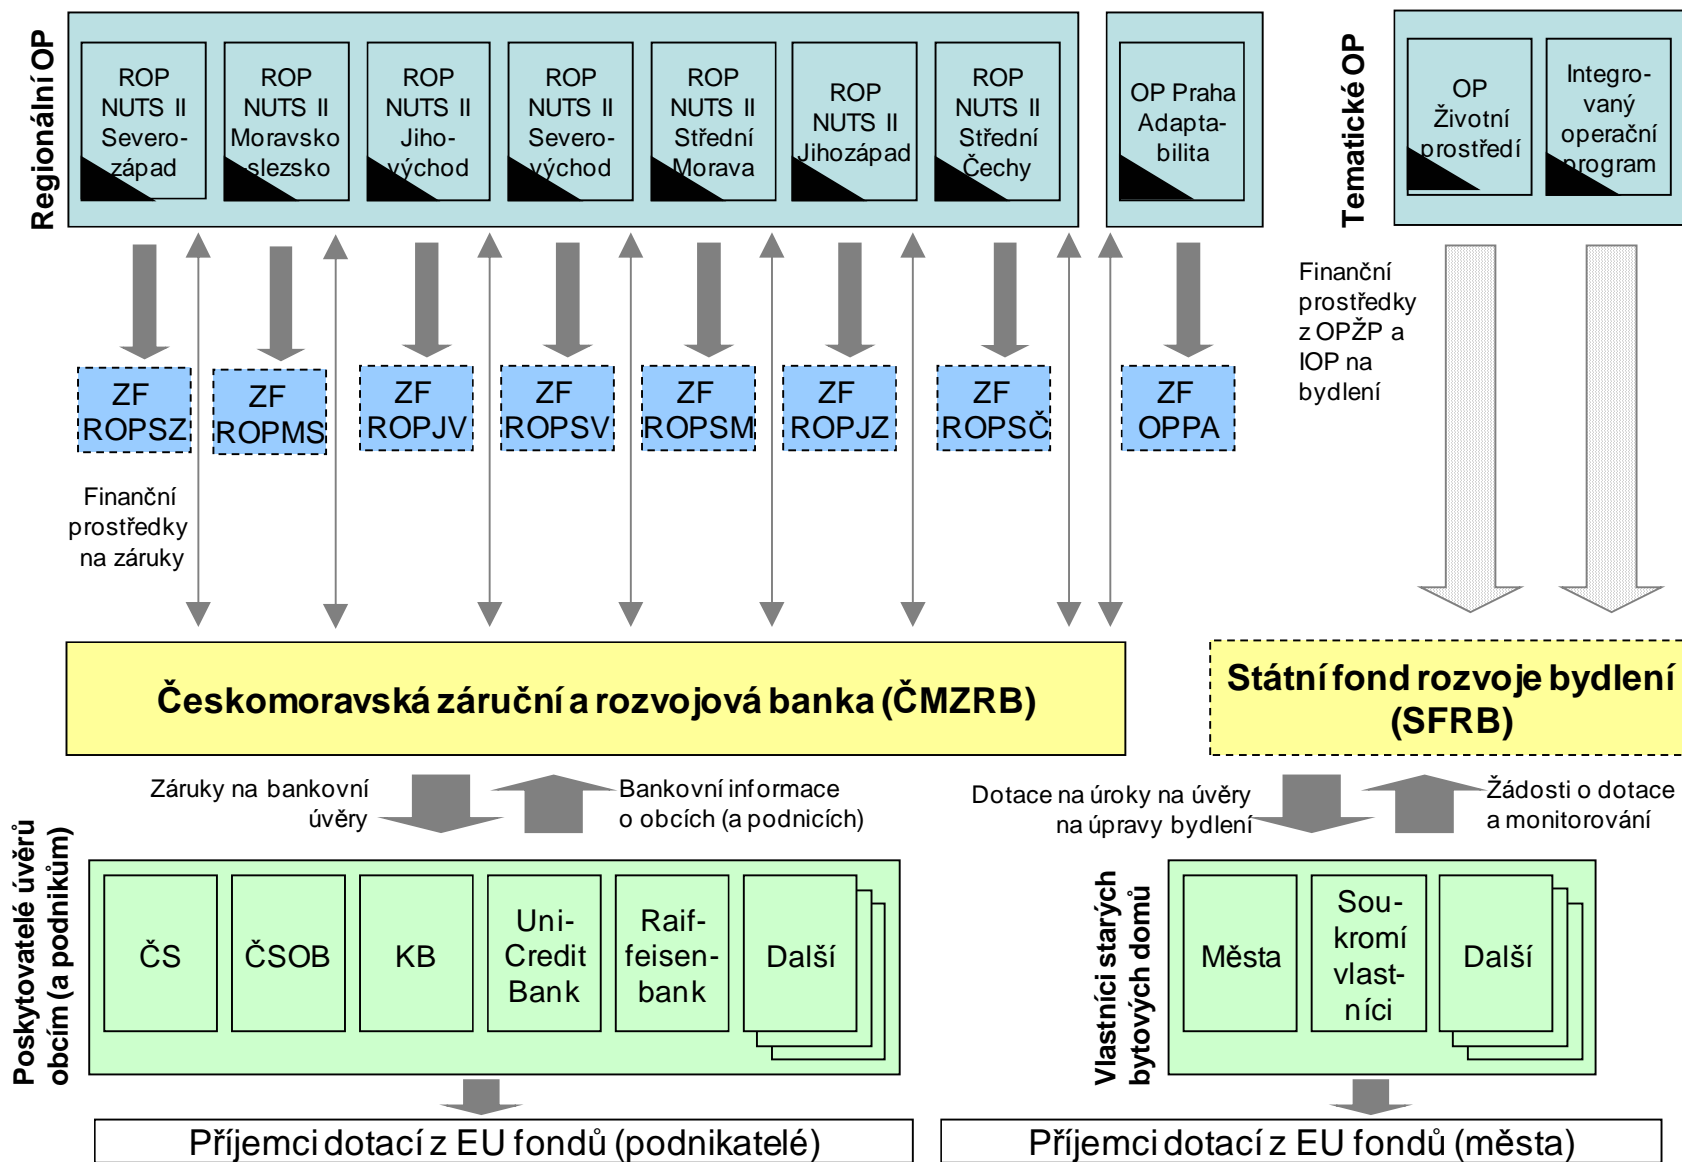 Regionální OP
ROP
NUTS II
Severo-
západ
ROP
NUTS II
Moravsko
slezsko
ROP
NUTS II
Jiho-
východ
ROP
NUTS II
Severo-
východ
ROP
NUTS II
Střední
Morava
ROP
NUTS II
Jihozápad
ROP
NUTS II
Střední
Čechy
OP Praha
Adapta-
bilita
Tematické OP
OP
Životní
prostředí
Integro-
vaný
operační
program
Finanční
prostředky
z OPŽP a
IOP na
bydlení
ZF
ROPSZ
ZF
ROPMS
ZF
ROPJV
ZF
ROPSV
ZF
ROPSM
ZF
ROPJZ
ZF
ROPSČ
ZF
OPPA
Finanční
prostředky
na záruky
Českomoravská záruční a rozvojová banka (ČMZRB)
Státní fond rozvoje bydlení
(SFRB)
Záruky na bankovní
úvěry
Bankovní informace
o obcích (a podnicích)
Dotace na úroky na úvěry
na úpravy bydlení
Žádosti o dotace
a monitorování
Poskytovatelé úvěrů
obcím (a podnikům)
ČS
ČSOB
KB
Uni-
Credit
Bank
Raif-
feisen-
bank
Další
Vlastníci starých
bytových domů
Města
Sou-
kromí
vlast-
níci
Další
Příjemci dotací z EU fondů (podnikatelé)
Příjemci dotací z EU fondů (města)